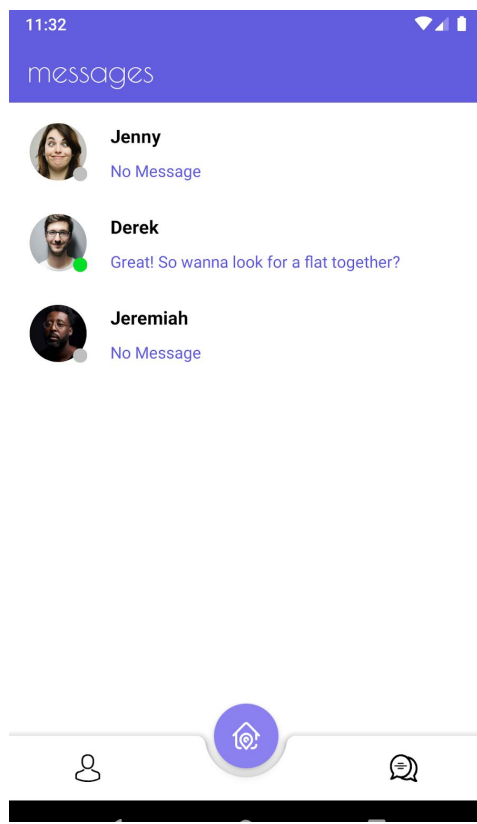 11:32
messages
Jenny
No Message
Derek
Great! So wanna look for a flat together?
Jeremiah
No Message